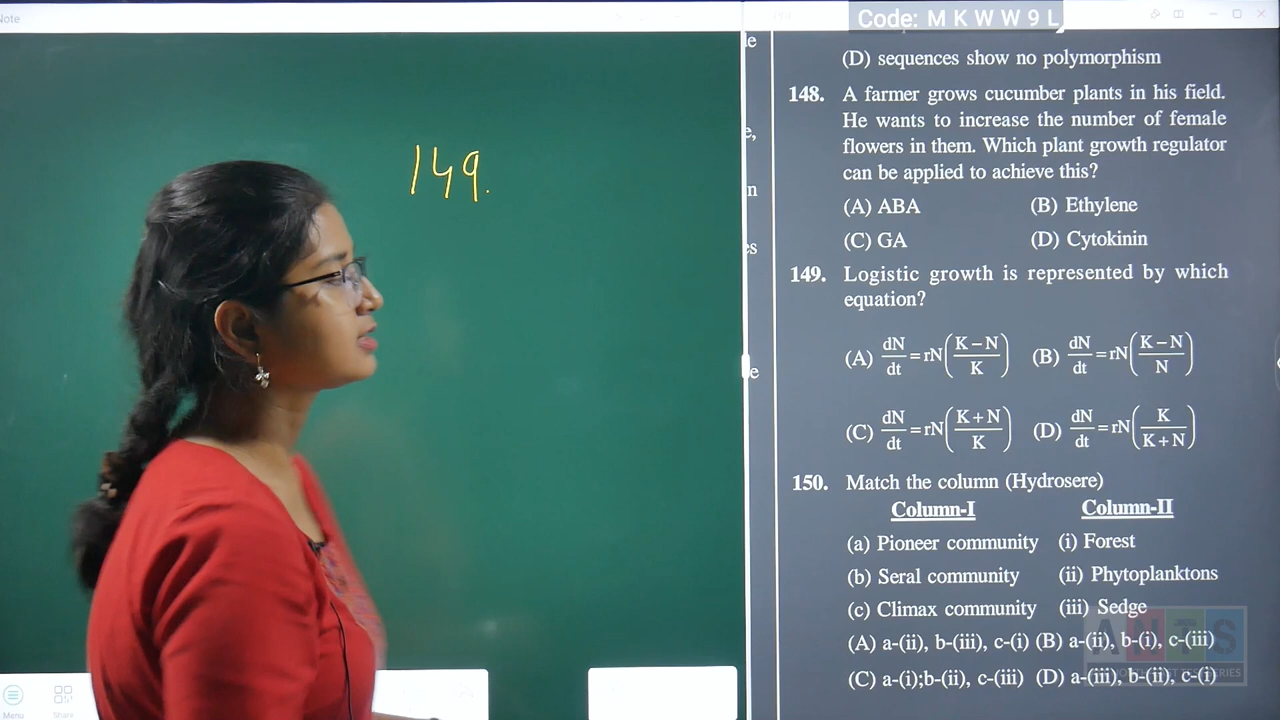 Note
Code: M K W W 9 L
149.
(D) sequences show no polymorphism
148. A farmer grows cucumber plants in his field.
He wants to increase the number of female
flowers in them. Which plant growth regulator
can be applied to achieve this?
(A) ABA (B) Ethylene
(C) GA (D) Cytokinin
149. Logistic growth is represented by which
equation?
(A) dN/dt = rN((K – N)/K) (B) dN/dt = rN((K – N)/N)
(C) dN/dt = rN((K + N)/K) (D) dN/dt = rN(K/(K + N))
150. Match the column (Hydrosere)
Column-I Column-II
(a) Pioneer community (i) Forest
(b) Seral community (ii) Phytoplanktons
(c) Climax community (iii) Sedge
(A) a-(ii), b-(iii), c-(i) (B) a-(ii), b-(i), c-(iii)
(C) a-(i);b-(ii), c-(iii) (D) a-(iii), b-(ii), c-(i)
ANTS
Menu
Share